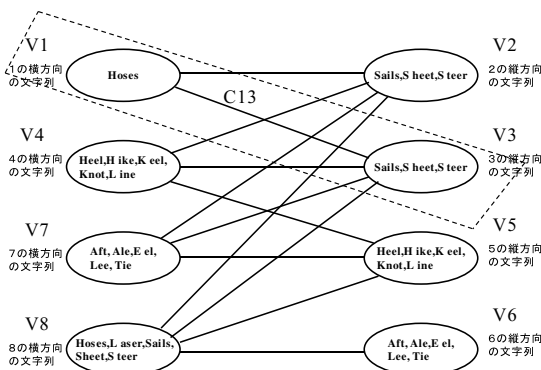 V1
1の横方向
の文字列
Hoses
Sails,S heet,S teer
V2
2の縦方向
の文字列
C13
V4
4の横方向
の文字列
Heel,H ike,K eel,
Knot,L ine
Sails,S heet,S teer
V3
3の縦方向
の文字列
V7
7の横方向
の文字列
Aft, Ale,E el,
Lee, Tie
Heel,H ike,K eel,
Knot,L ine
V5
5の縦方向
の文字列
V8
8の横方向
の文字列
Hoses,L aser,Sails,
Sheet,S teer
Aft, Ale,E el,
Lee, Tie
V6
6の縦方向
の文字列